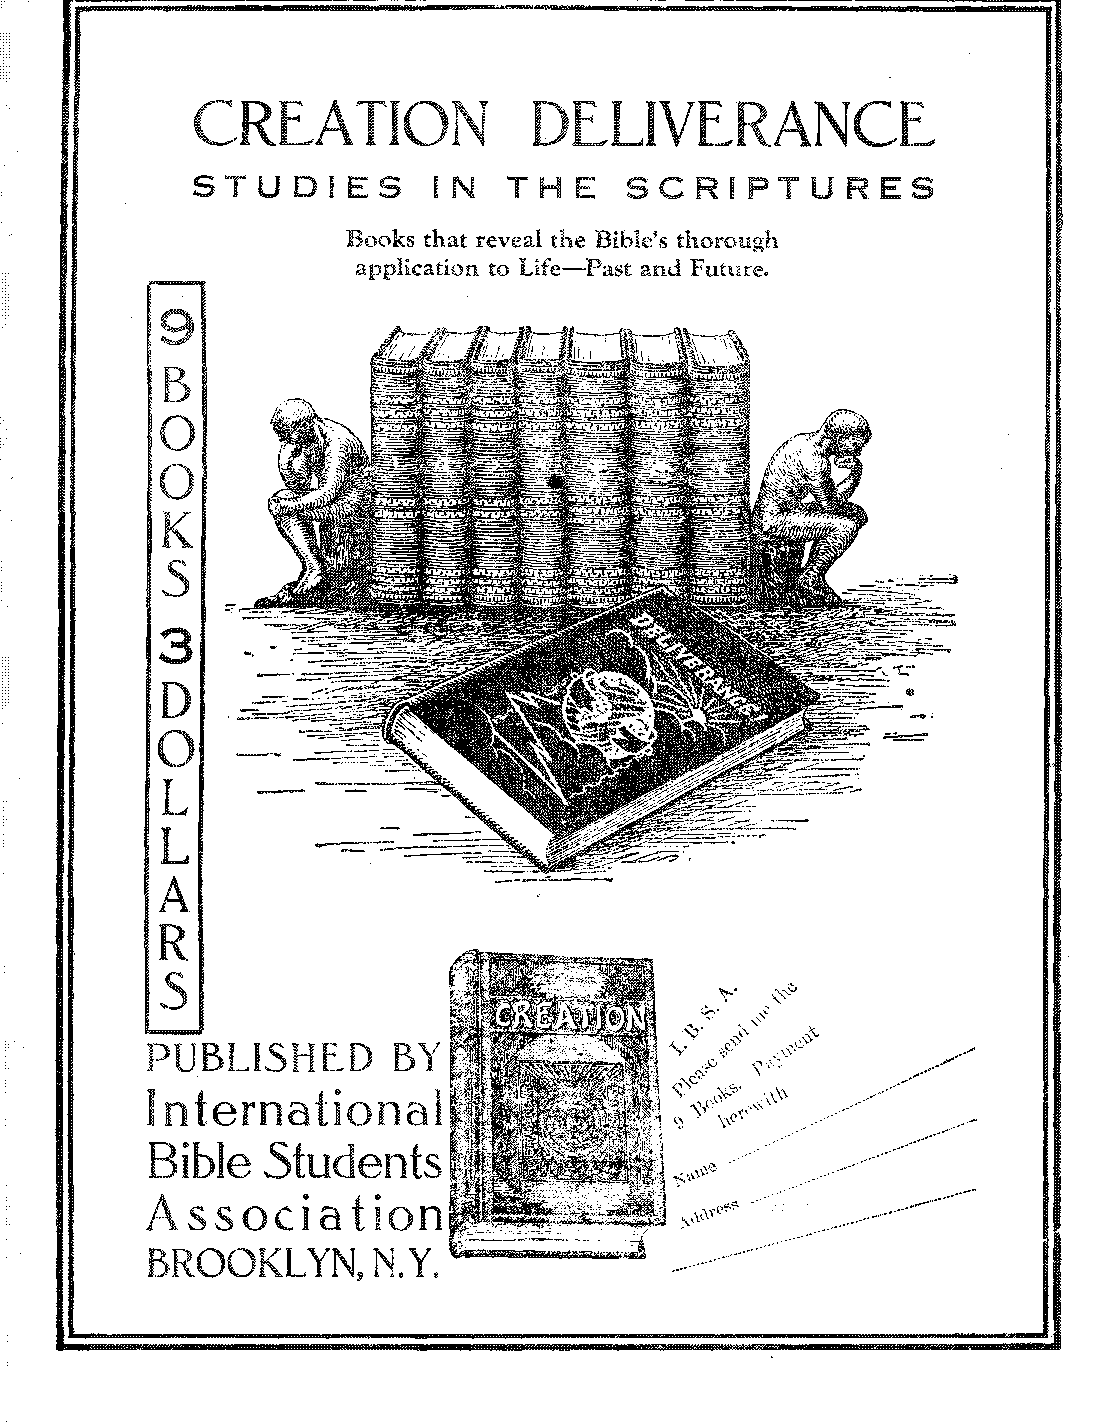 CREATION DELIVERANCE
STUDIES IN THE SCRIPTURES
Books that reveal the Bible's thorough
application to Life—Past and Future.
9 BOOKS 3 DOLLARS
DELIVERANCE
CREATION
PUBLISHED BY
International
Bible Students
Association
BROOKLYN, N.Y.
I. B. S. A.
Please send me the
9 Books. Payment
herewith
Name
Address